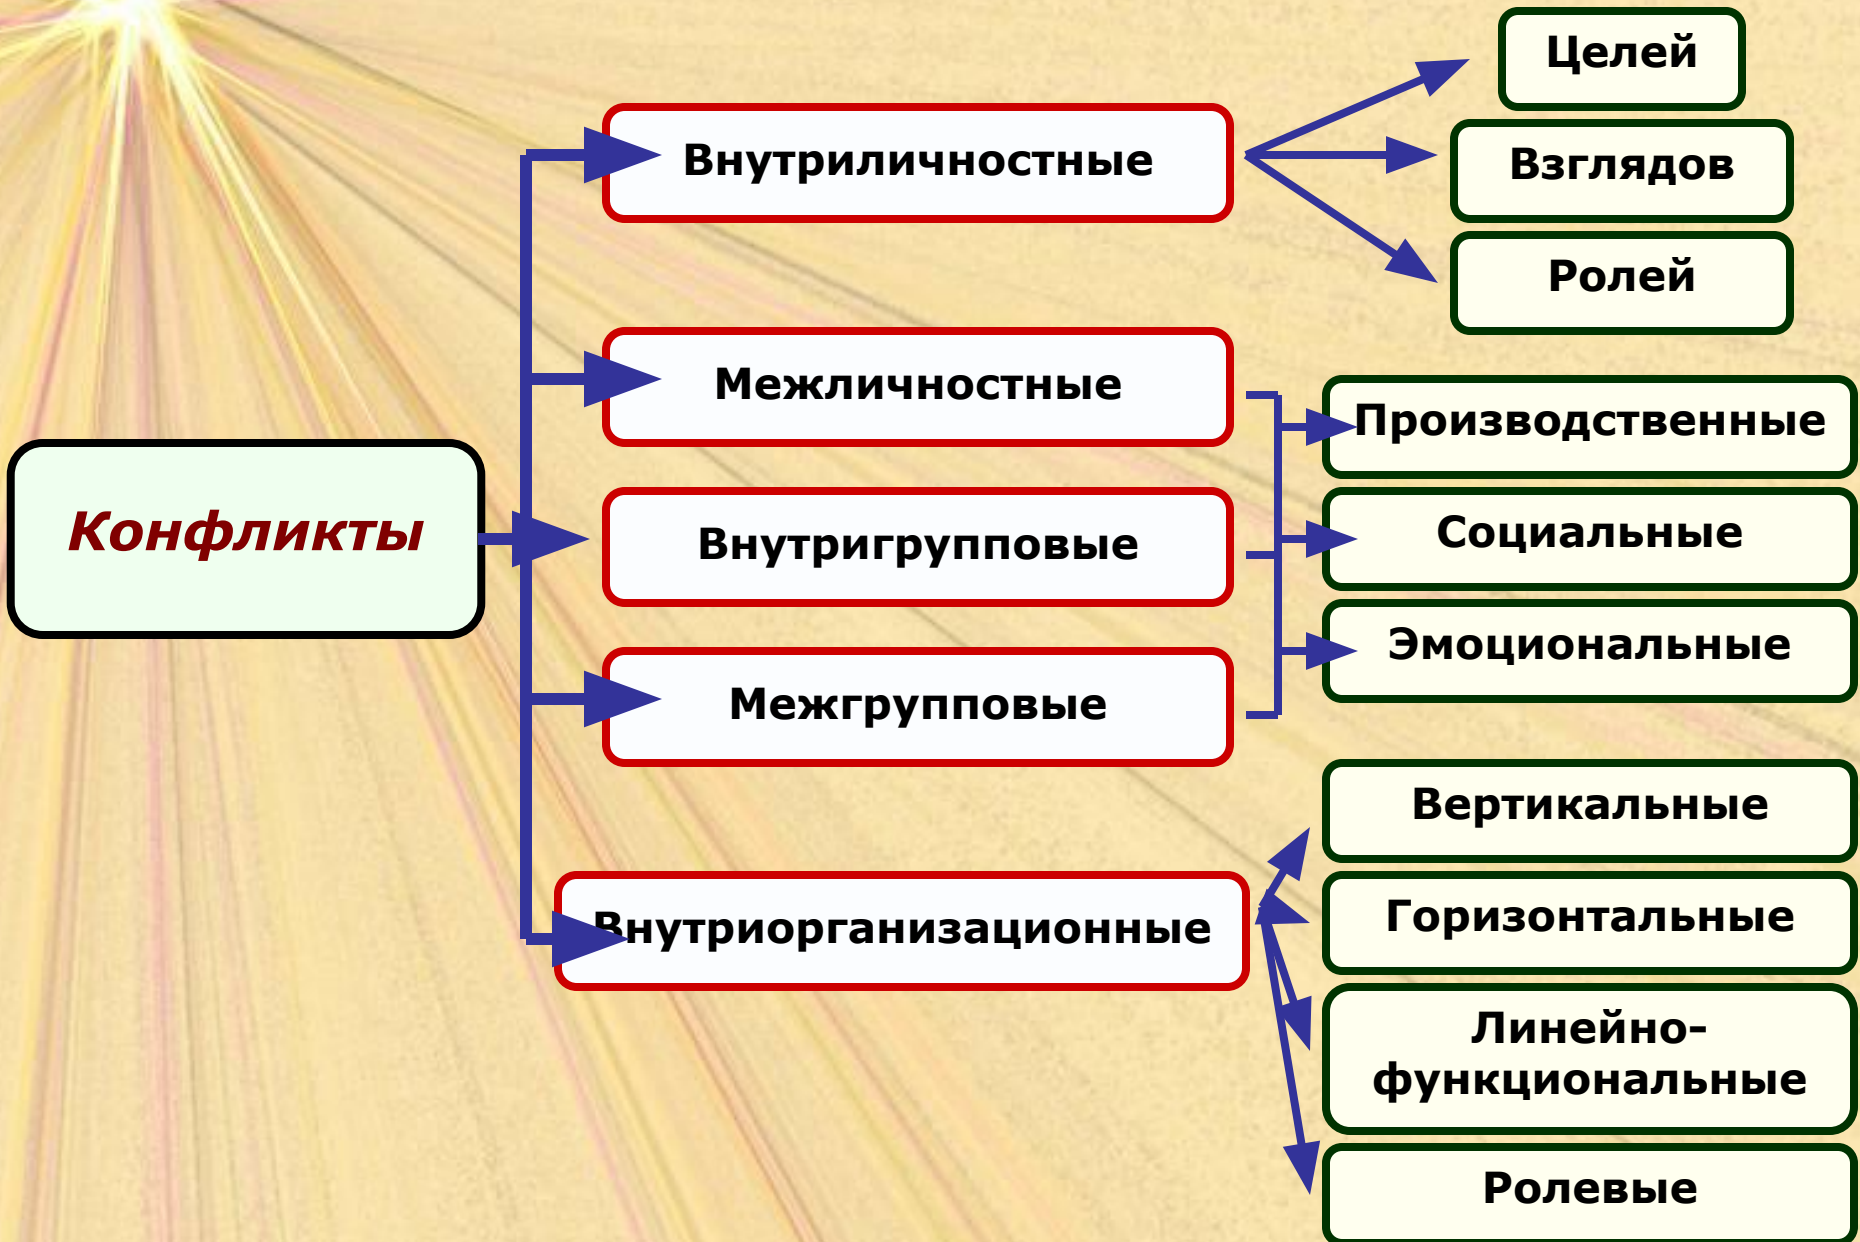 Конфликты
Внутриличностные
Целей
Взглядов
Ролей
Межличностные
Внутригрупповые
Межгрупповые
Производственные
Социальные
Эмоциональные
Внутриорганизационные
Вертикальные
Горизонтальные
Линейно-
функциональные
Ролевые